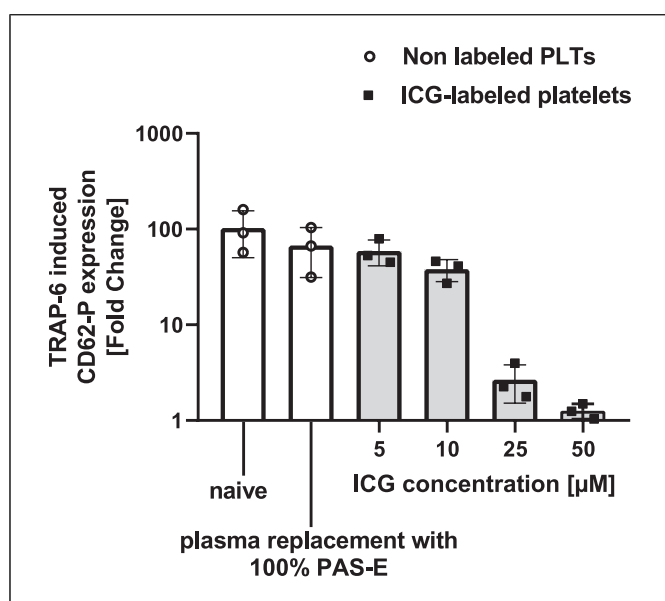 Non labeled PLTs
ICG-labeled platelets
TRAP-6 induced
CD62-P expression
[Fold Change]
1000
100
10
1
5
10
25
50
naive
ICG concentration [µM]
plasma replacement with
100% PAS-E